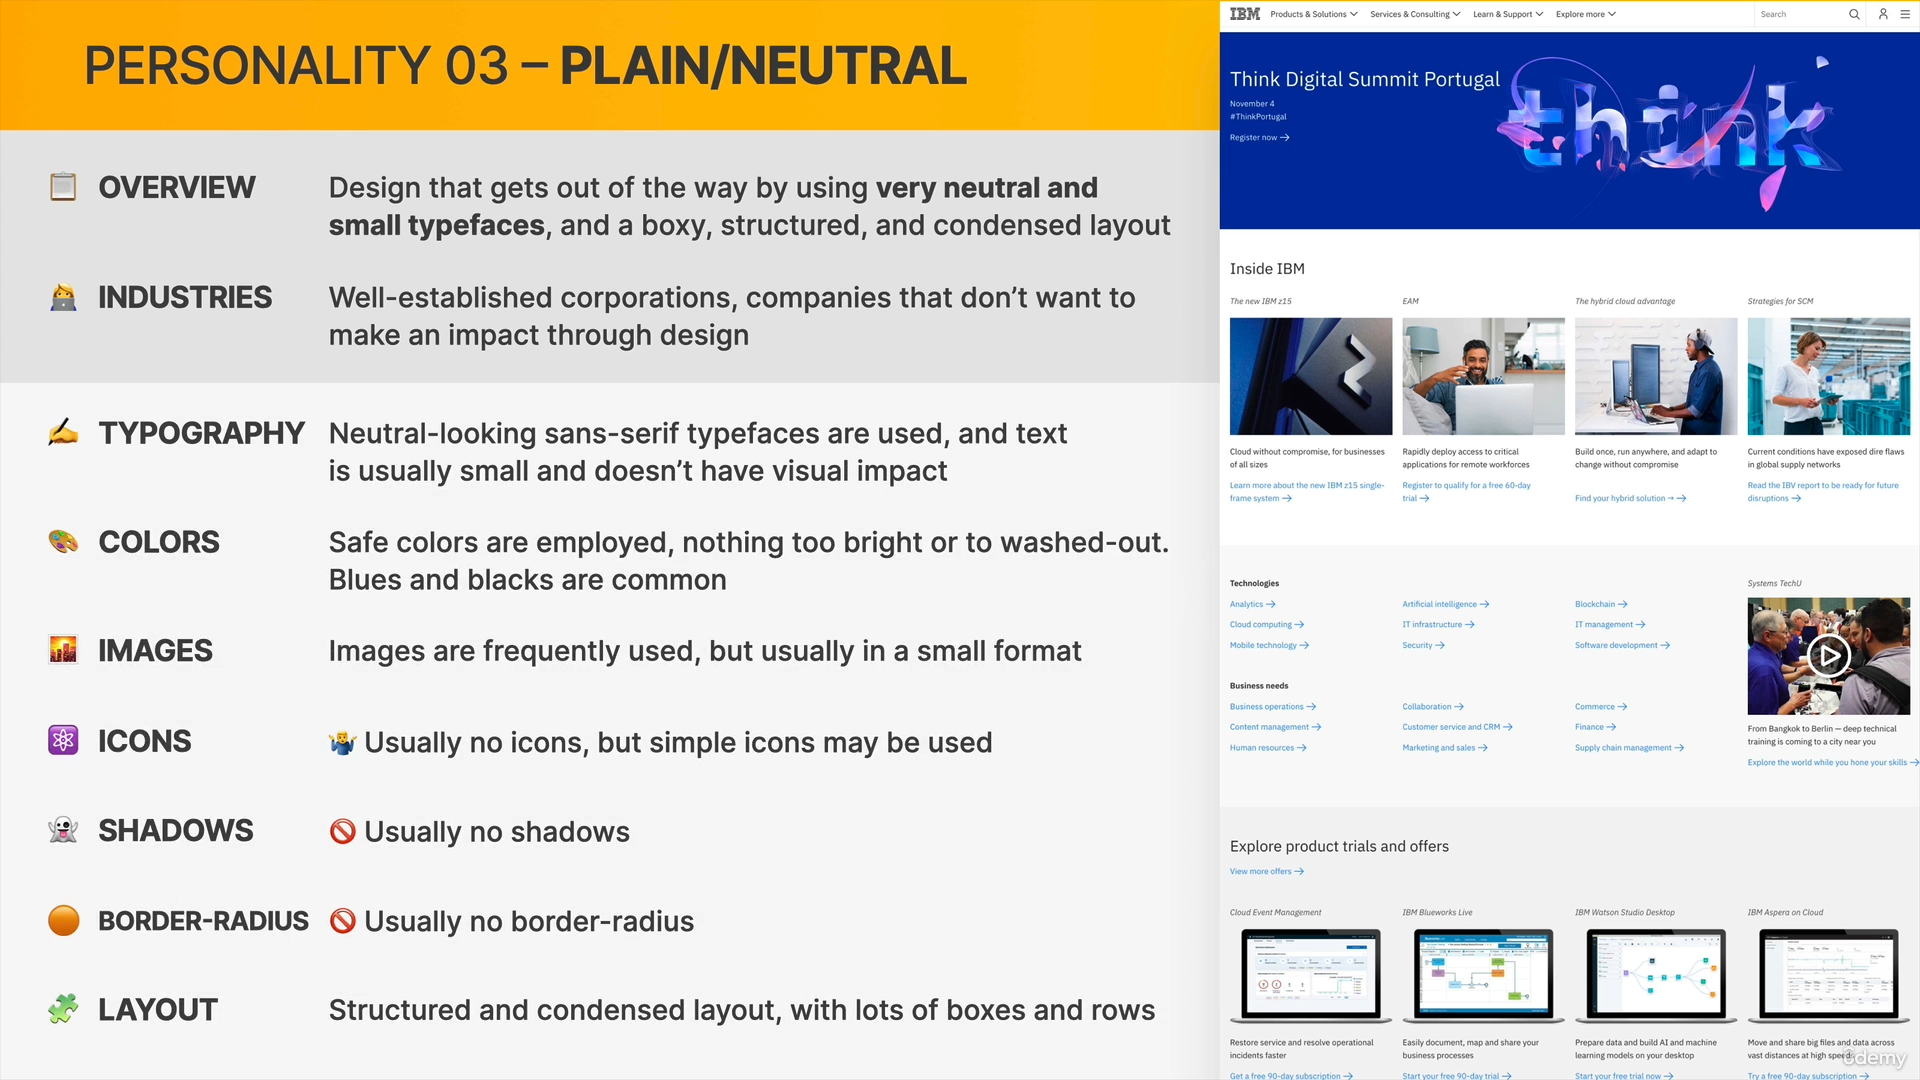 PERSONALITY 03 – PLAIN/NEUTRAL
OVERVIEW
Design that gets out of the way by using very neutral and
small typefaces, and a boxy, structured, and condensed layout
INDUSTRIES
Well-established corporations, companies that don’t want to
make an impact through design
TYPOGRAPHY
Neutral-looking sans-serif typefaces are used, and text
is usually small and doesn’t have visual impact
COLORS
Safe colors are employed, nothing too bright or to washed-out.
Blues and blacks are common
IMAGES
Images are frequently used, but usually in a small format
ICONS
Usually no icons, but simple icons may be used
SHADOWS
Usually no shadows
BORDER-RADIUS
Usually no border-radius
LAYOUT
Structured and condensed layout, with lots of boxes and rows
IBM Products & Solutions Services & Consulting Learn & Support Explore more Search
Think Digital Summit Portugal
November 4
#ThinkPortugal
Register now →
think
Inside IBM
The new IBM z15
Cloud without compromise, for businesses
of all sizes
Learn more about the new IBM z15 single-
frame system →
EAM
Rapidly deploy access to critical
applications for remote workforces
Register to qualify for a free 60-day
trial →
The hybrid cloud advantage
Build once, run anywhere, and adapt to
change without compromise
Find your hybrid solution → →
Strategies for SCM
Current conditions have exposed dire flaws
in global supply networks
Read the IBV report to be ready for future
disruptions →
Technologies
Analytics → Artificial intelligence → Blockchain →
Cloud computing → IT infrastructure → IT management →
Mobile technology → Security → Software development →
Business needs
Business operations → Collaboration → Commerce →
Content management → Customer service and CRM → Finance →
Human resources → Marketing and sales → Supply chain management →
Systems TechU
From Bangkok to Berlin — deep technical
training is coming to a city near you
Explore the world while you hone your skills →
Explore product trials and offers
View more offers →
Cloud Event Management
Restore service and resolve operational
incidents faster
Get a free 90-day subscription →
IBM Blueworks Live
Easily document, map and share your
business processes
Start your free 90-day trial →
IBM Watson Studio Desktop
Prepare data and build AI and machine
learning models on your desktop
Start your free trial now →
IBM Aspera on Cloud
Move and share big files and data across
vast distances at high speeds
Try a free 90-day subscription →
Udemy